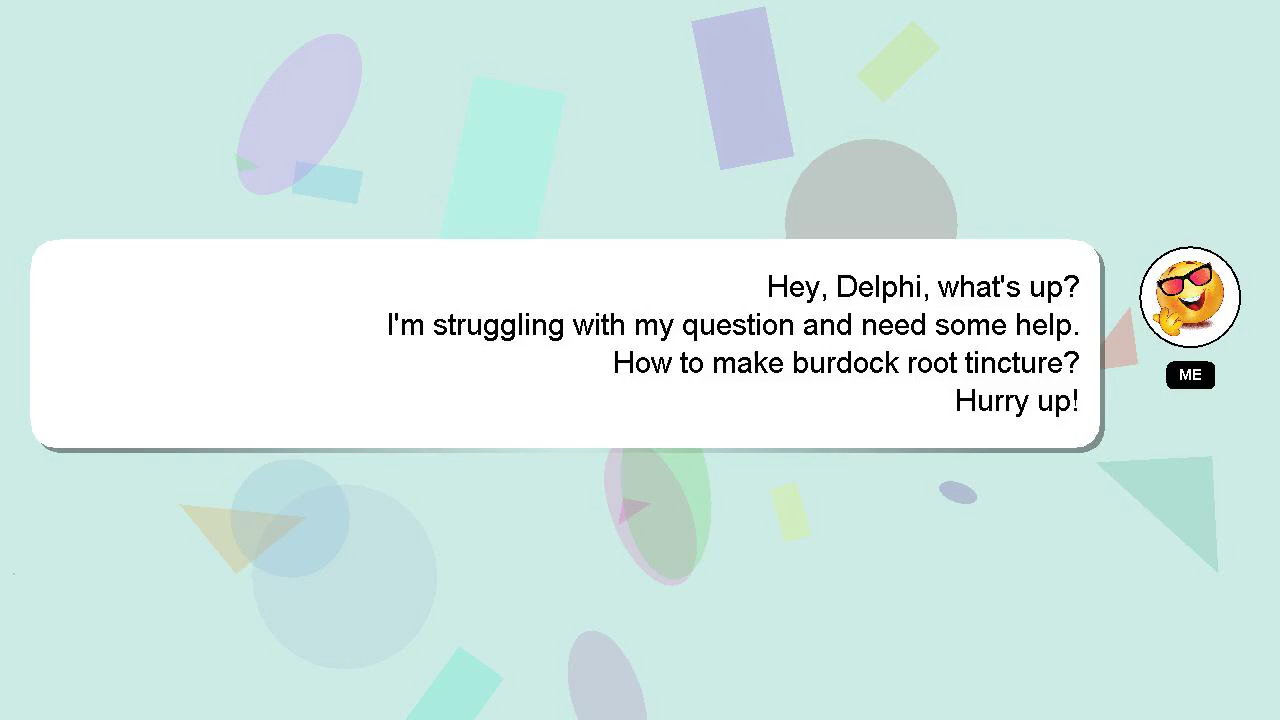 Hey, Delphi, what's up?
I'm struggling with my question and need some help.
How to make burdock root tincture?
Hurry up!
ME